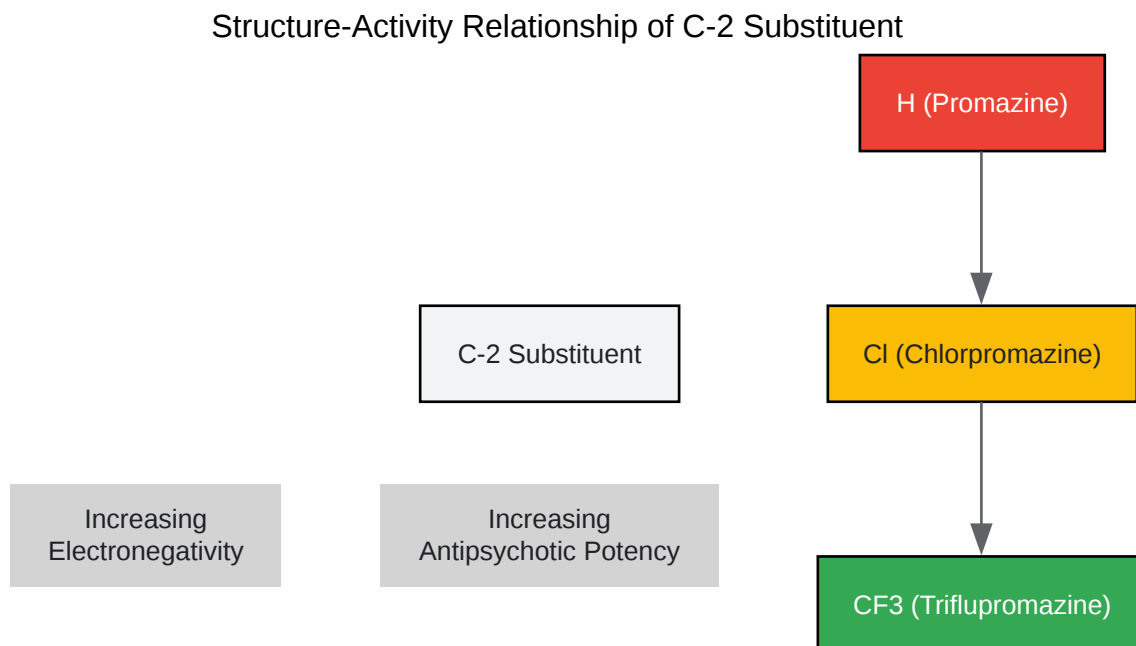 Structure-Activity Relationship of C-2 Substituent
H (Promazine)
C-2 Substituent
Cl (Chlorpromazine)
Increasing
Electronegativity
Increasing
Antipsychotic Potency
CF3 (Triflupromazine)